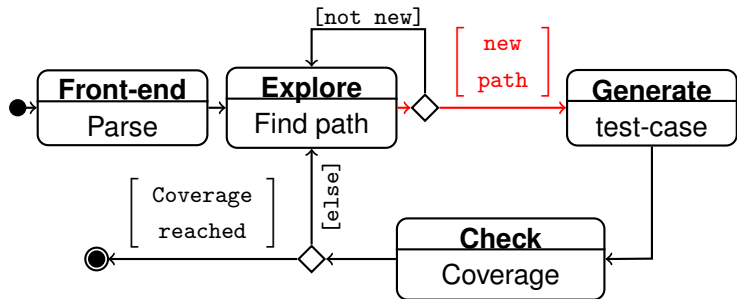 [not new]
new
path
Front-end
Parse
Explore
Find path
Generate
test-case
Coverage
reached
[else]
Check
Coverage